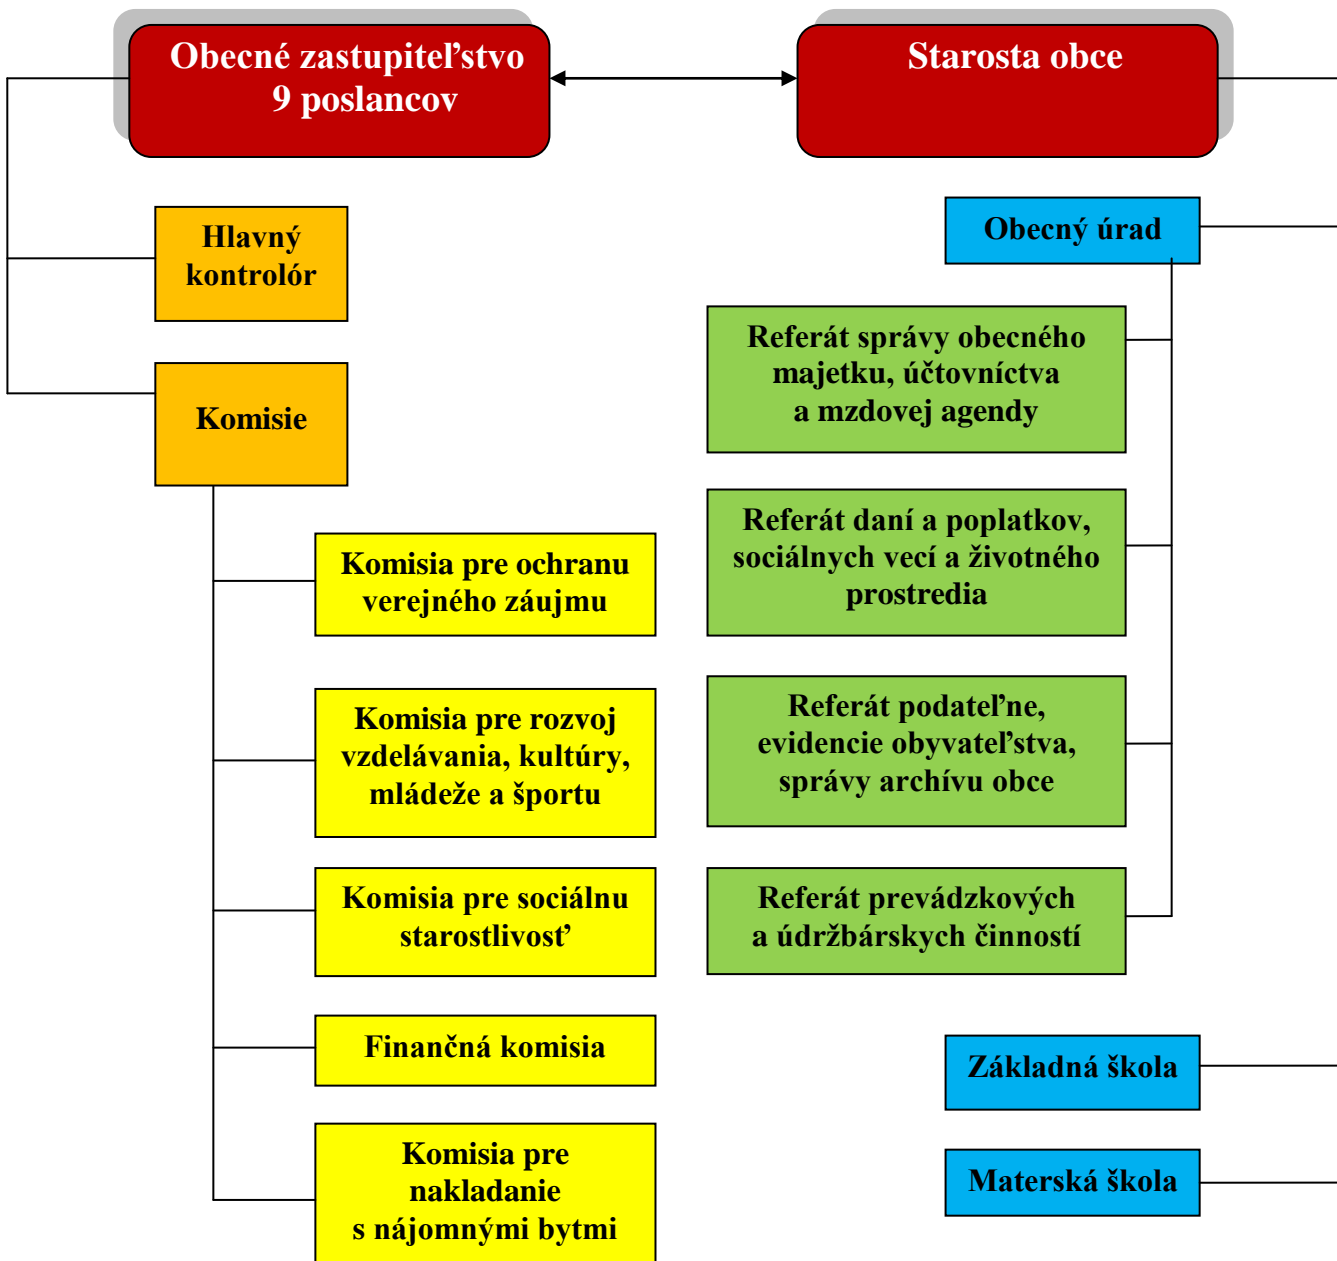 Obecné zastupiteľstvo
9 poslancov
Starosta obce
Hlavný
kontrolór
Komisie
Komisia pre ochranu
verejného záujmu
Komisia pre rozvoj
vzdelávania, kultúry,
mládeže a športu
Komisia pre sociálnu
starostlivosť
Finančná komisia
Komisia pre
nakladanie
s nájomnými bytmi
Obecný úrad
Referát správy obecného
majetku, účtovníctva
a mzdovej agendy
Referát daní a poplatkov,
sociálnych vecí a životného
prostredia
Referát podateľne,
evidencie obyvateľstva,
správy archívu obce
Referát prevádzkových
a údržbárskych činností
Základná škola
Materská škola